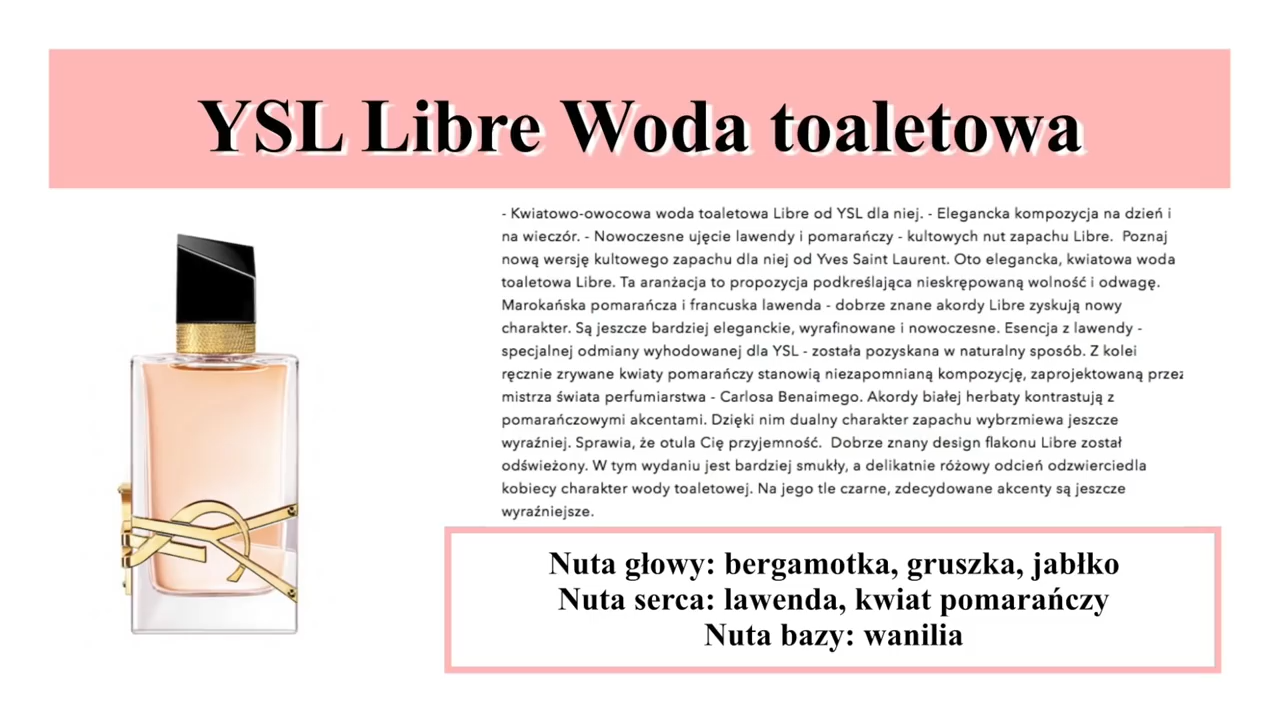 YSL Libre Woda toaletowa
- Kwiatowo-owocowa woda toaletowa Libre od YSL dla niej. - Elegancka kompozycja na dzień i
na wieczór. - Nowoczesne ujęcie lawendy i pomarańczy - kultowych nut zapachu Libre.  Poznaj
nową wersję kultowego zapachu dla niej od Yves Saint Laurent. Oto elegancka, kwiatowa woda
toaletowa Libre. Ta aranżacja to propozycja podkreślająca nieskrępowaną wolność i odwagę.
Marokańska pomarańcza i francuska lawenda - dobrze znane akordy Libre zyskują nowy
charakter. Są jeszcze bardziej eleganckie, wyrafinowane i nowoczesne. Esencja z lawendy -
specjalnej odmiany wyhodowanej dla YSL - została pozyskana w naturalny sposób. Z kolei
ręcznie zrywane kwiaty pomarańczy stanowią niezapomnianą kompozycję, zaprojektowaną przez
mistrza świata perfumiarstwa - Carlosa Benaimego. Akordy białej herbaty kontrastują z
pomarańczowymi akcentami. Dzięki nim dualny charakter zapachu wybrzmiewa jeszcze
wyraźniej. Sprawia, że otula Cię przyjemność.  Dobrze znany design flakonu Libre został
odświeżony. W tym wydaniu jest bardziej smukły, a delikatnie różowy odcień odzwierciedla
kobiecy charakter wody toaletowej. Na jego tle czarne, zdecydowane akcenty są jeszcze
wyraźniejsze.
Nuta głowy: bergamotka, gruszka, jabłko
Nuta serca: lawenda, kwiat pomarańczy
Nuta bazy: wanilia